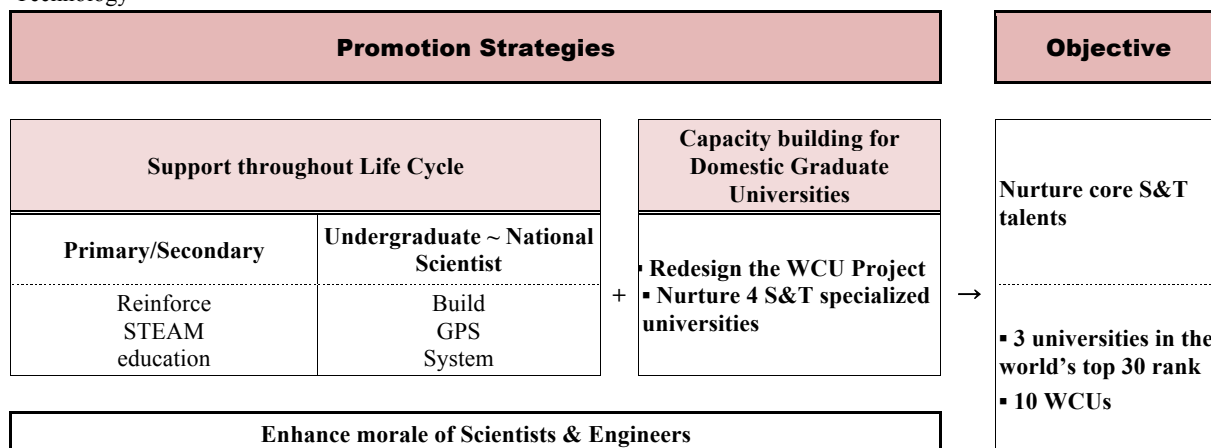 Technology
Promotion Strategies
Objective
Support throughout Life Cycle
Capacity building for
Domestic Graduate
Universities
Primary/Secondary
Undergraduate ~ National
Scientist
Reinforce
STEAM
education
Build
GPS
System
+
▪ Redesign the WCU Project
▪ Nurture 4 S&T specialized
universities
→
Nurture core S&T
talents
▪ 3 universities in the
world’s top 30 rank
▪ 10 WCUs
Enhance morale of Scientists & Engineers